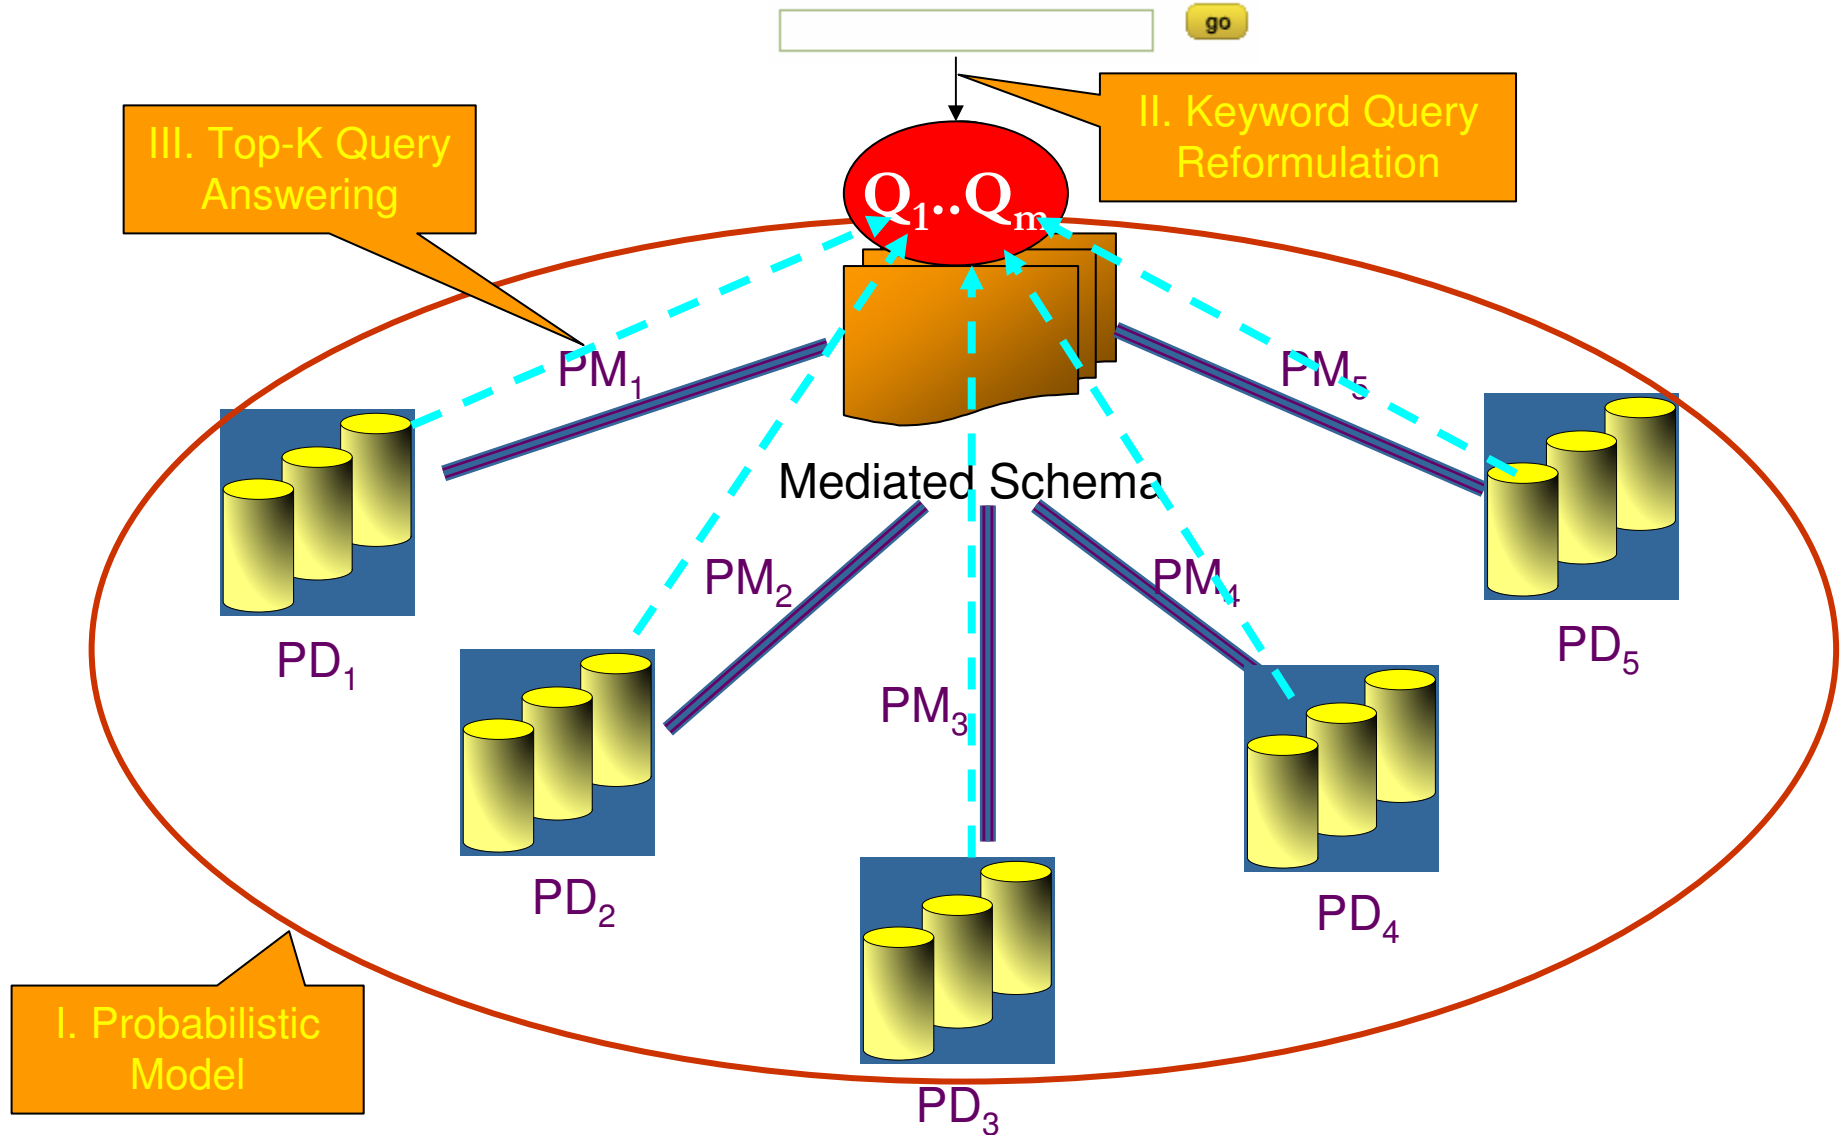 go
II. Keyword Query
Reformulation
III. Top-K Query
Answering
Q1..Qm
PM1
PM5
Mediated Schema
PM2
PM4
PD1
PD5
PM3
PD2
PD4
I. Probabilistic
Model
PD3